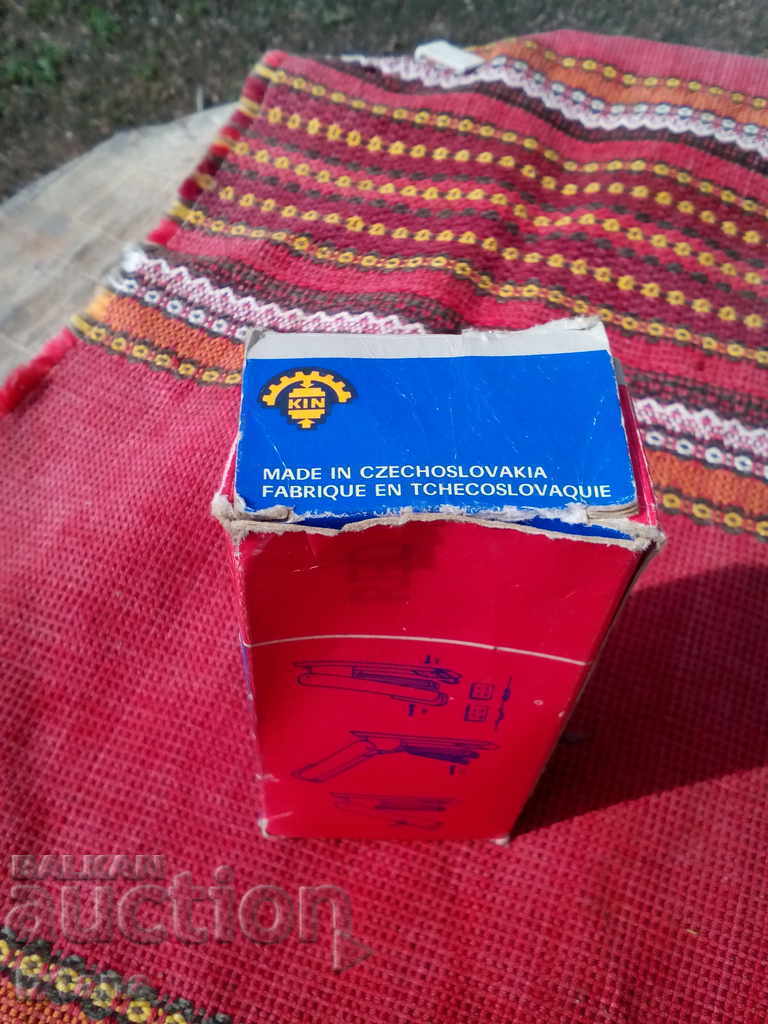 KIN
MADE IN CZECHOSLOVAKIA
FABRIQUE EN TCHECOSLOVAQUIE
BALKAN
auction